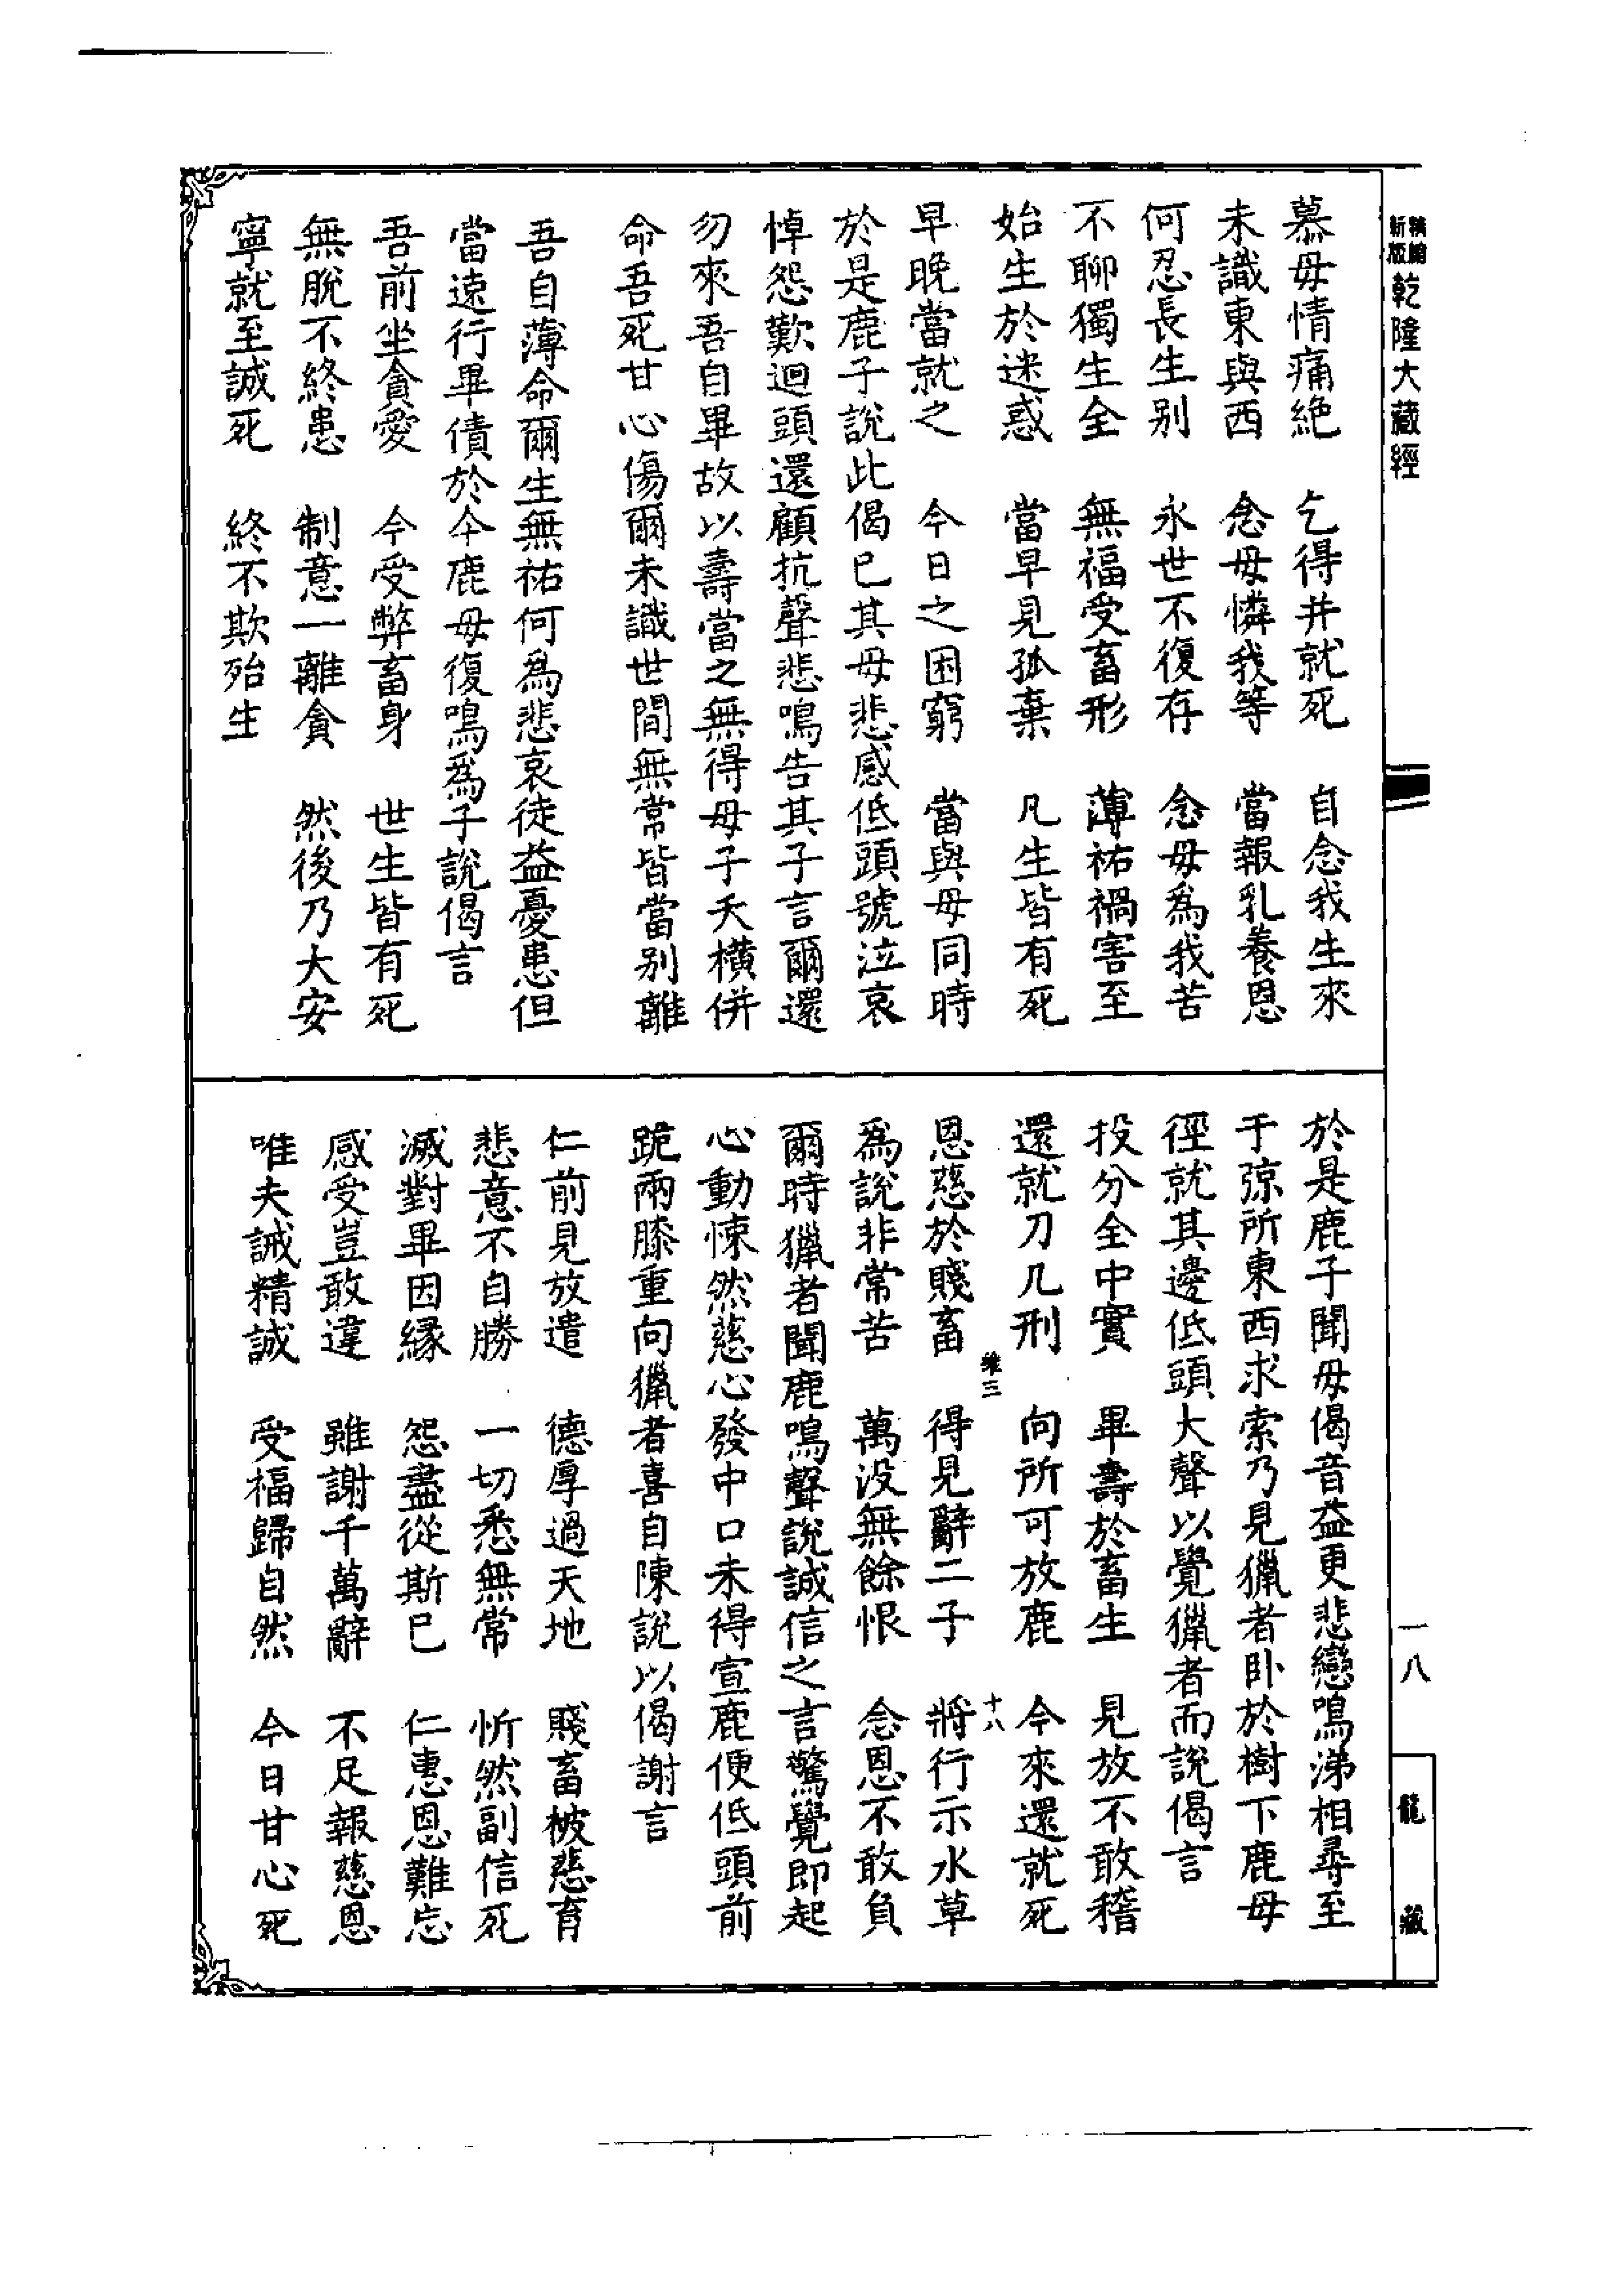 精繪新版 乾隆大藏經
慕母情痛絶　乞得并就死　自念我生來
未識東與西　念母憐我等　當報乳養恩
何忍長生别　永世不復存　念母為我苦
不聊獨生全　無福受畜形　薄祐禍害至
始生於迷惑　當早見孤棄　凡生皆有死
早晚當就之　今日之困窮　當與母同時
於是鹿子說此偈已其母悲感低頭號泣哀
悼怨歎迴頭還顧抗聲悲鳴告其子言爾還
勿來吾自畢故以壽當之無得母子夭横併
命吾死甘心傷爾未識世間無常皆當别離
吾自薄命爾生無祐何為悲哀徒益憂患但
當速行畢債於今鹿母復鳴為子說偈言
吾前坐貪愛　今受弊畜身　世生皆有死
無脫不終患　制意一離貪　然後乃大安
寧就至誠死　終不欺殆生
於是鹿子聞母偈音益更悲戀鳴涕相尋至
于弶所東西求索乃見獵者卧於樹下鹿母
徑就其邊低頭大聲以覺獵者而說偈言
投分全中實　畢壽於畜生　見放不敢稽
還就刀几刑　向所可放鹿　今來還就死
恩慈於賤畜　得見辭二子　將行示水草
為說非常苦　萬没無餘恨　念恩不敢負
爾時獵者聞鹿鳴聲說誠信之言驚覺即起
心動悚然慈心發中口未得宣鹿便低頭前
跪兩膝重向獵者喜自陳說以偈謝言
仁前見放遣　德厚過天地　賤畜被慈育
悲意不自勝　一切悉無常　忻然副信死
滅對畢因縁　怨盡從斯已　仁惠恩難忘
感受豈敢違　雖謝千萬辭　不足報慈恩
唯夫誠精誠　受福歸自然　今日甘心死
三
十八
一八
龍藏